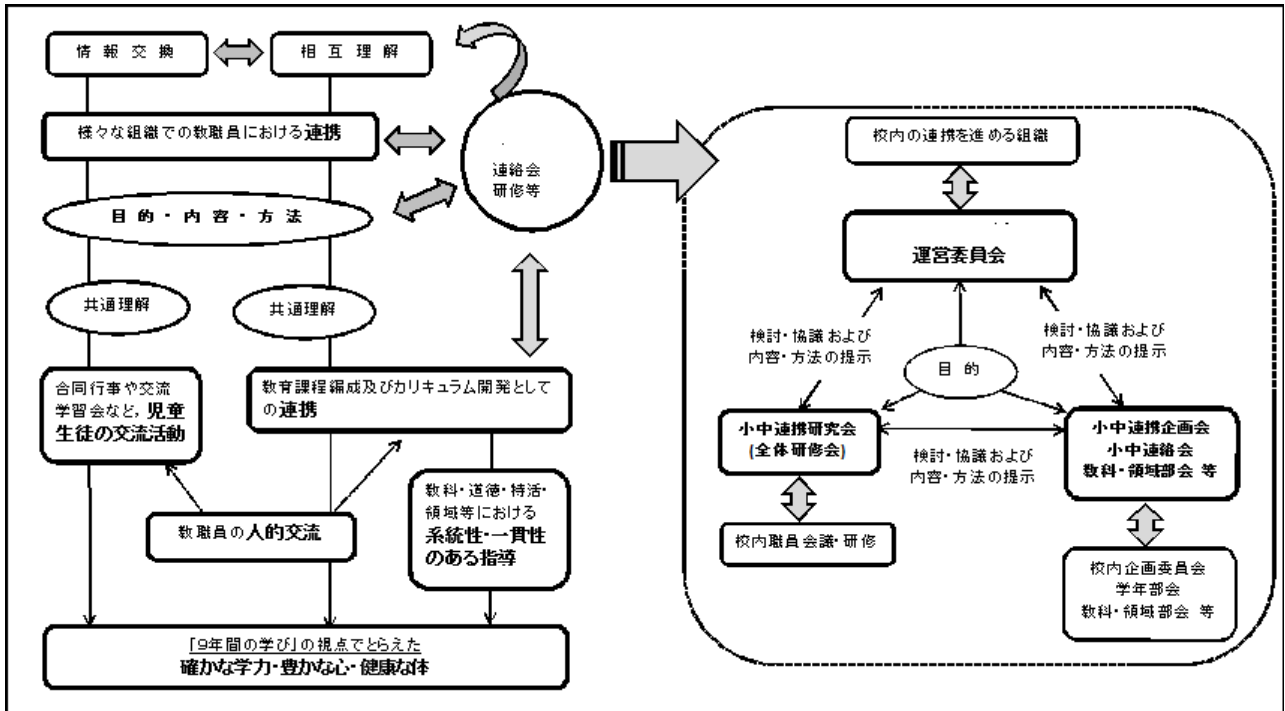 情報交換
相互理解
様々な組織での教職員における連携
連絡会
研修等
目的・内容・方法
共通理解
共通理解
合同行事や交流
学習会など，児童
生徒の交流活動
教育課程編成及びカリキュラム開発として
の連携
教職員の人的交流
教科・道徳・特活・
領域等における
系統性・一貫性
のある指導
「9年間の学び」の視点でとらえた
確かな学力・豊かな心・健康な体
校内の連携を進める組織
運営委員会
検討・協議および
内容・方法の提示
検討・協議および
内容・方法の提示
目的
小中連携研究会
(全体研修会)
検討・協議および
内容・方法の提示
小中連携企画会
小中連絡会
教科・領域部会 等
校内職員会議・研修
校内企画委員会
学年部会
教科・領域部会 等